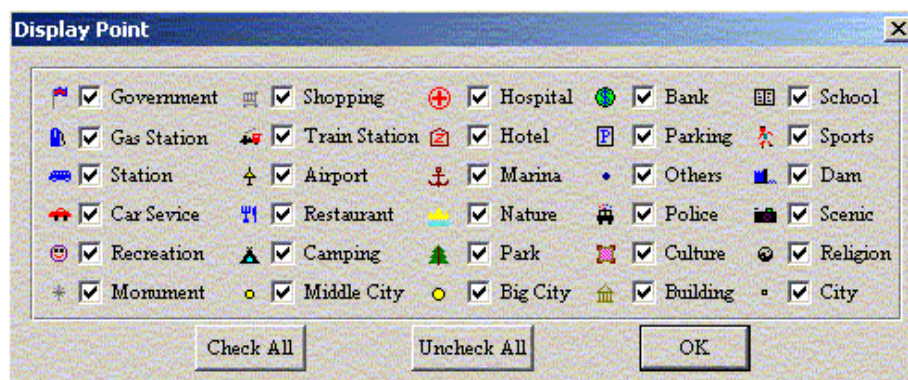 Display Point
Government Shopping Hospital Bank School
Gas Station Train Station Hotel Parking Sports
Station Airport Marina Others Dam
Car Sevice Restaurant Nature Police Scenic
Recreation Camping Park Culture Religion
Monument Middle City Big City Building City
Check All Uncheck All OK